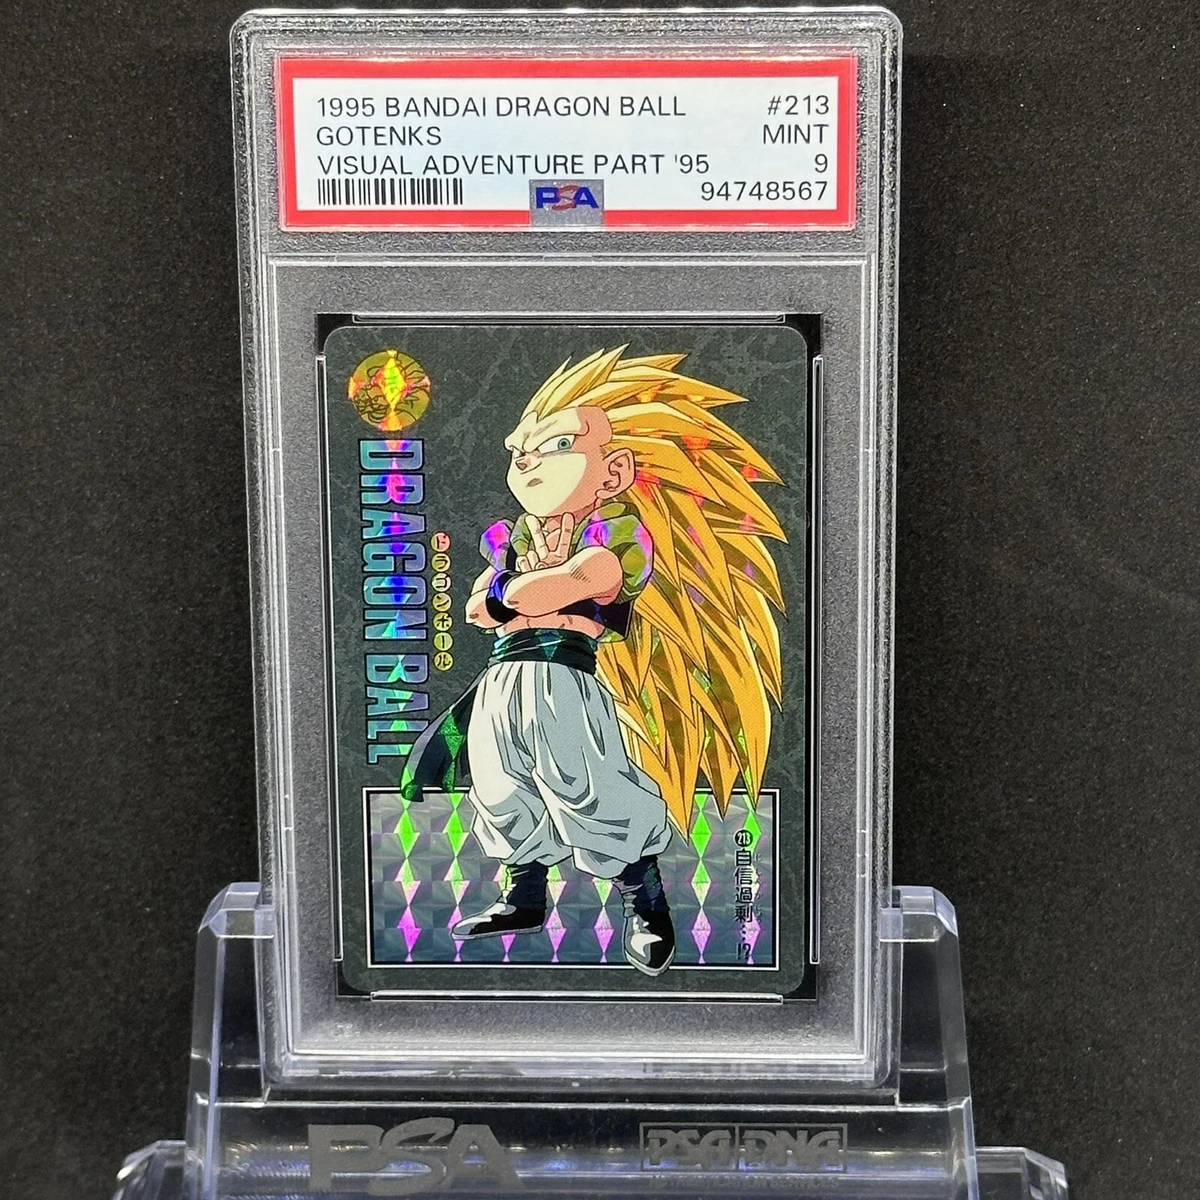 1995 BANDAI DRAGON BALL #213
GOTENKS MINT
VISUAL ADVENTURE PART '95 9
PSA 94748567
DRAGON BALL
ドラゴンボール
213 自信過剰…!?
PSA PSA DNA